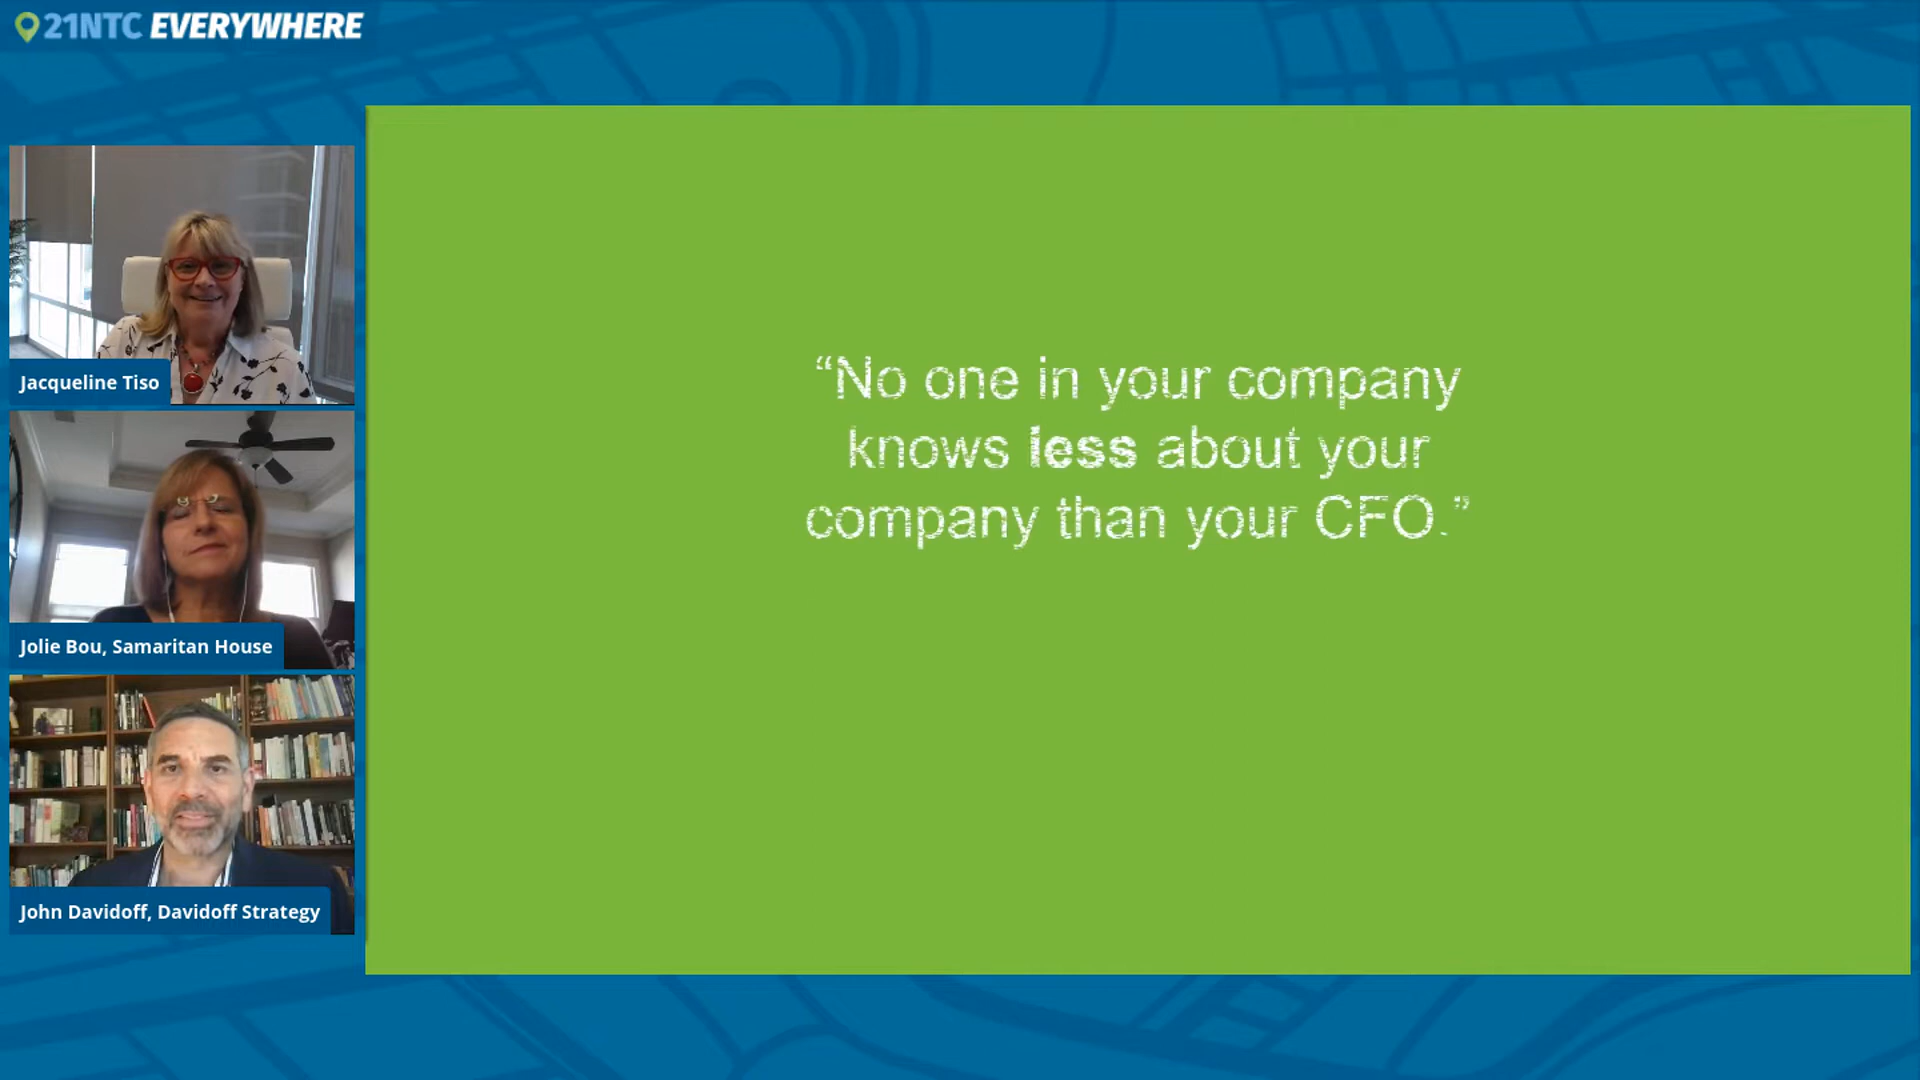 21NTC EVERYWHERE
Jacqueline Tiso
Jolie Bou, Samaritan House
John Davidoff, Davidoff Strategy
“No one in your company
knows less about your
company than your CFO.”